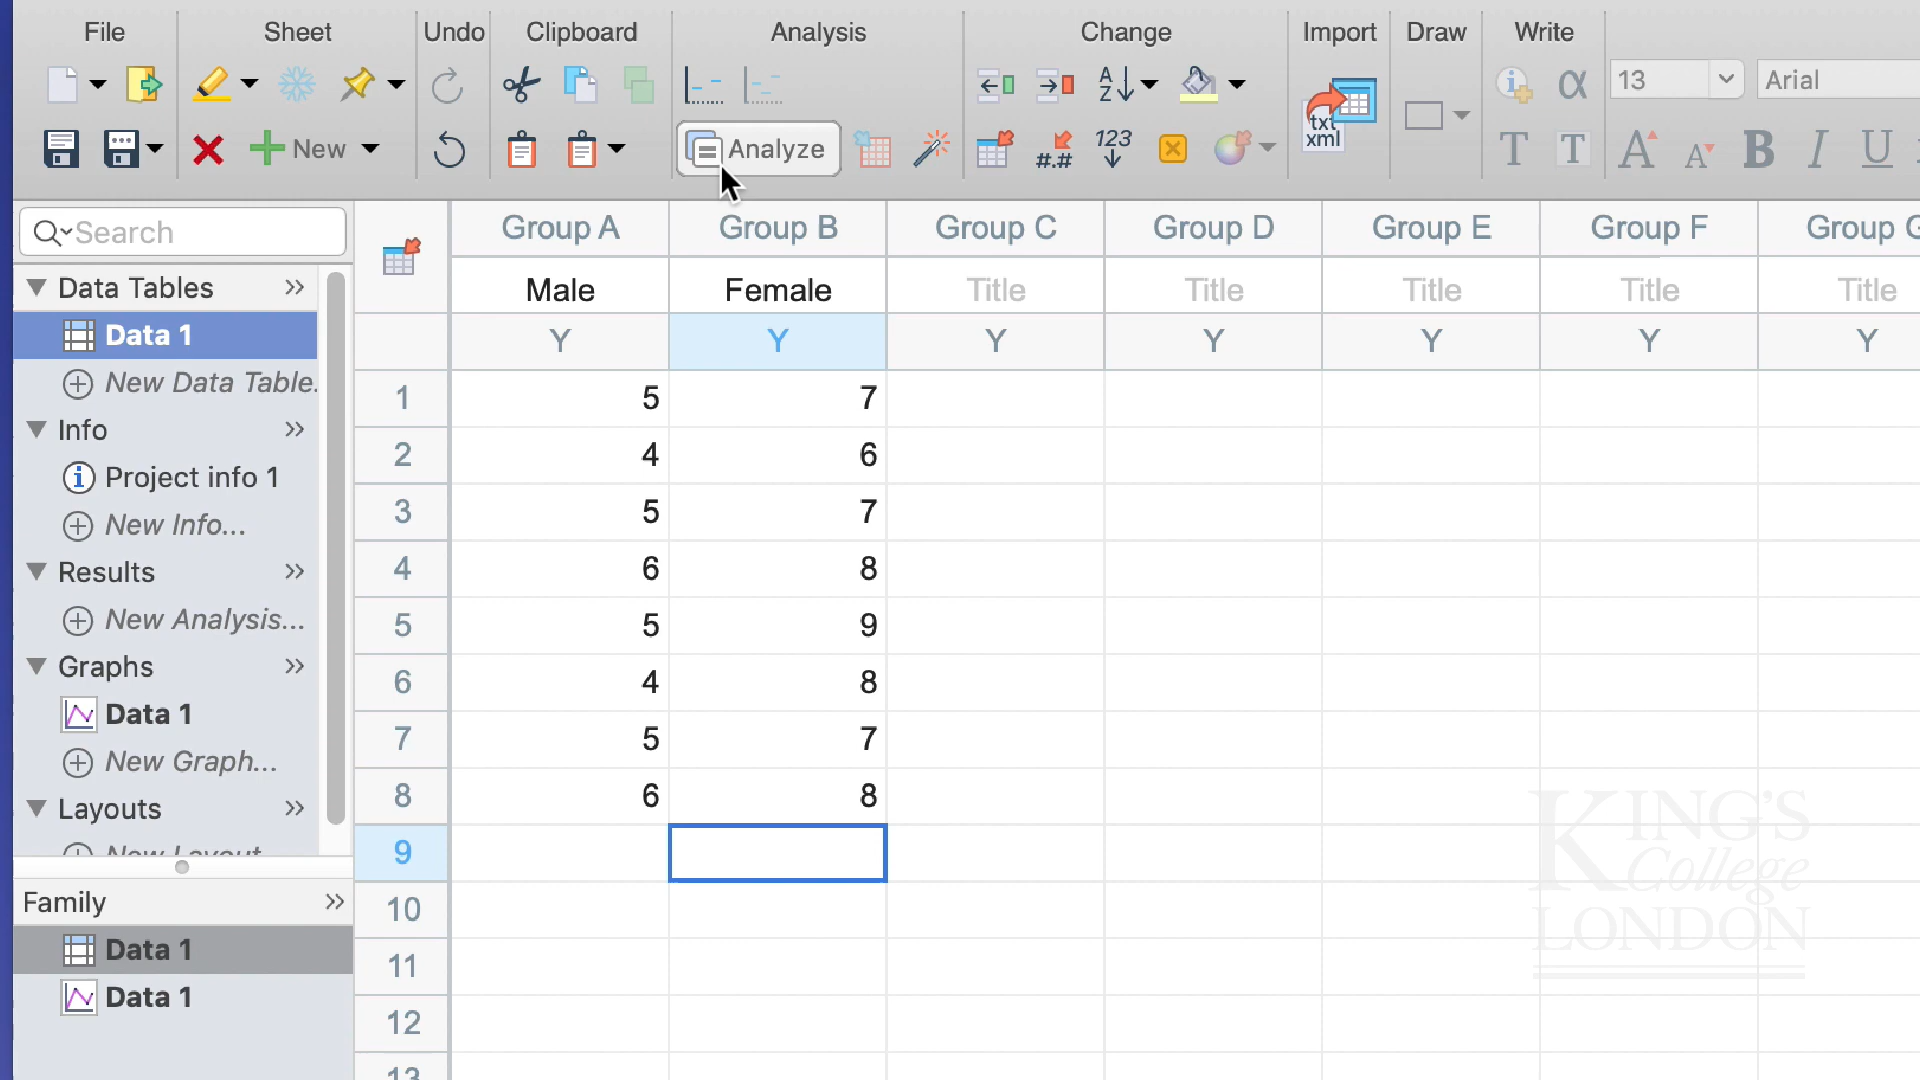 File Sheet Undo Clipboard Analysis Change Import Draw Write
13 Arial
New Analyze #.## 123 txt xml α T T A A B I U
Search
Data Tables
Data 1
New Data Table.
Info
Project info 1
New Info...
Results
New Analysis...
Graphs
Data 1
New Graph...
Layouts
New Layout
Family
Data 1
Data 1
Group A Group B Group C Group D Group E Group F Group G
Male Female Title Title Title Title Title
Y Y Y Y Y Y Y
1 5 7
2 4 6
3 5 7
4 6 8
5 5 9
6 4 8
7 5 7
8 6 8
9
10
11
12
13
KING'S
College
LONDON